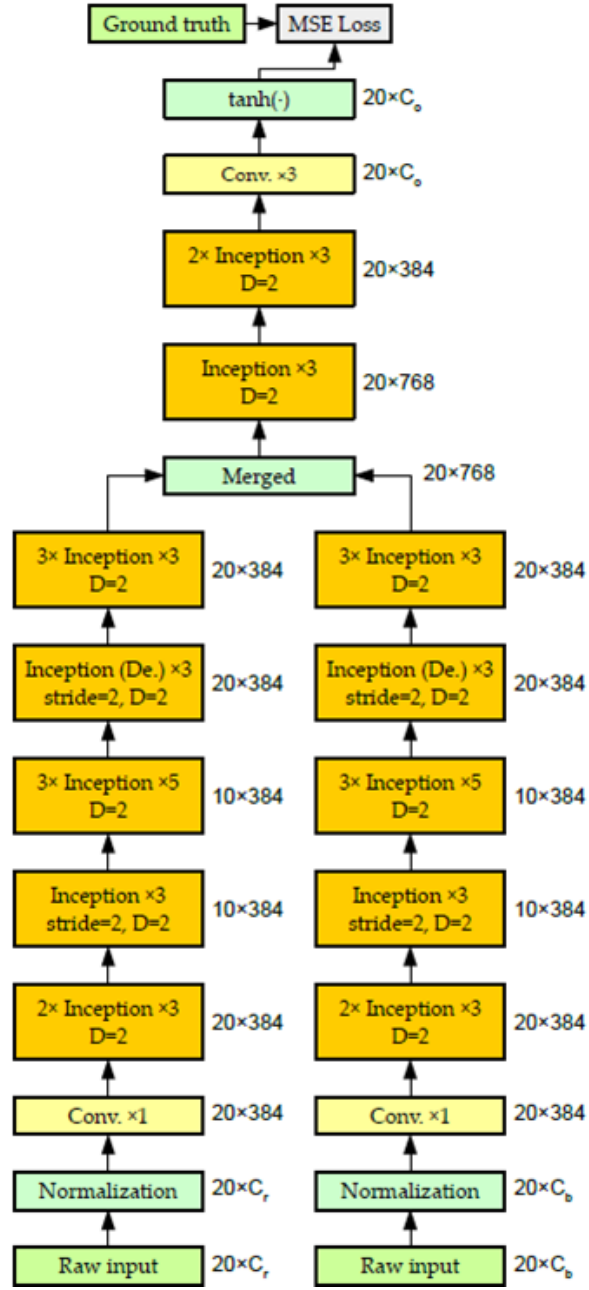 Ground truth
MSE Loss
tanh(·)
20×Cₒ
Conv. ×3
20×Cₒ
2× Inception ×3
D=2
20×384
Inception ×3
D=2
20×768
Merged
20×768
3× Inception ×3
D=2
20×384
3× Inception ×3
D=2
20×384
Inception (De.) ×3
stride=2, D=2
20×384
Inception (De.) ×3
stride=2, D=2
20×384
3× Inception ×5
D=2
10×384
3× Inception ×5
D=2
10×384
Inception ×3
stride=2, D=2
10×384
Inception ×3
stride=2, D=2
10×384
2× Inception ×3
D=2
20×384
2× Inception ×3
D=2
20×384
Conv. ×1
20×384
Conv. ×1
20×384
Normalization
20×Cᵣ
Normalization
20×C_b
Raw input
20×Cᵣ
Raw input
20×C_b